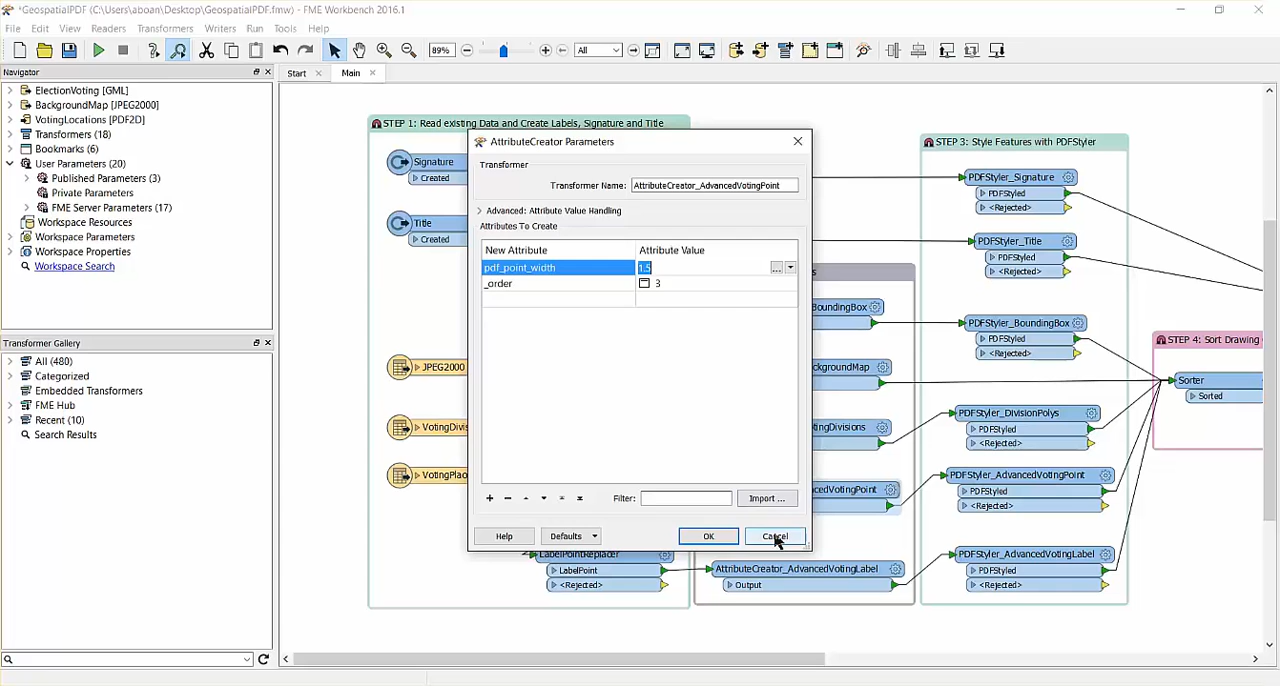 *GeospatialPDF (C:\Users\aboan\Desktop\GeospatialPDF.fmw) - FME Workbench 2016.1
File Edit View Readers Transformers Writers Run Tools Help
89%
All
Navigator
ElectionVoting [GML]
BackgroundMap [JPEG2000]
VotingLocations [PDF2D]
Transformers (18)
Bookmarks (6)
User Parameters (20)
Published Parameters (3)
Private Parameters
FME Server Parameters (17)
Workspace Resources
Workspace Parameters
Workspace Properties
Workspace Search
Transformer Gallery
All (480)
Categorized
Embedded Transformers
FME Hub
Recent (10)
Search Results
Start
Main
STEP 1: Read existing Data and Create Labels, Signature and Title
Signature
Created
Title
Created
JPEG2000
VotingDivis
VotingPlac
LabelPointReplacer
LabelPoint
<Rejected>
AttributeCreator Parameters
Transformer
Transformer Name: AttributeCreator_AdvancedVotingPoint
Advanced: Attribute Value Handling
Attributes To Create
New Attribute Attribute Value
pdf_point_width 1.5
_order 3
Filter:
Import ...
Help
Defaults
OK
Cancel
BoundingBox
ckgroundMap
otingDivisions
ncedVotingPoint
AttributeCreator_AdvancedVotingLabel
Output
STEP 3: Style Features with PDFStyler
PDFStyler_Signature
PDFStyled
<Rejected>
PDFStyler_Title
PDFStyled
<Rejected>
PDFStyler_BoundingBox
PDFStyled
<Rejected>
PDFStyler_DivisionPolys
PDFStyled
<Rejected>
PDFStyler_AdvancedVotingPoint
PDFStyled
<Rejected>
PDFStyler_AdvancedVotingLabel
PDFStyled
<Rejected>
STEP 4: Sort Drawing
Sorter
Sorted